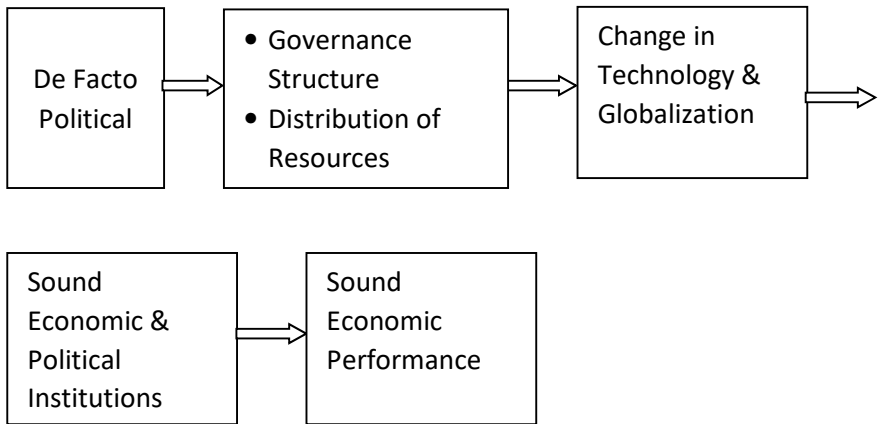 De Facto
Political
• Governance
Structure
• Distribution of
Resources
Change in
Technology &
Globalization
Sound
Economic &
Political
Institutions
Sound
Economic
Performance